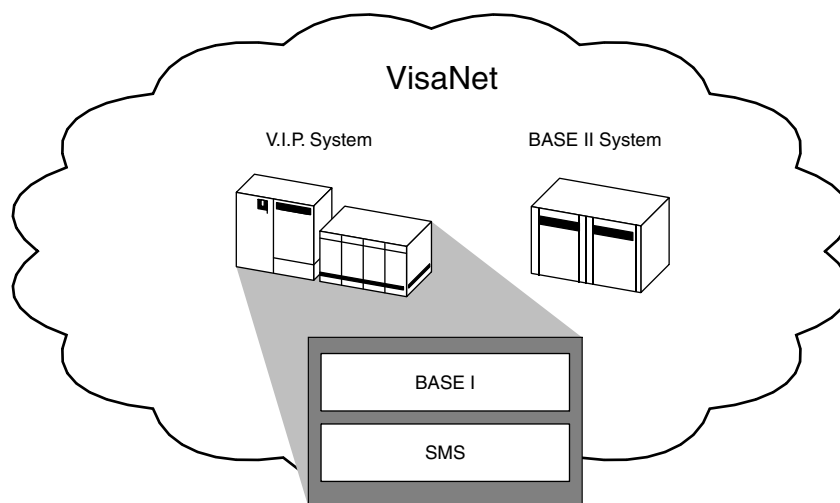 VisaNet
V.I.P. System
BASE II System
BASE I
SMS